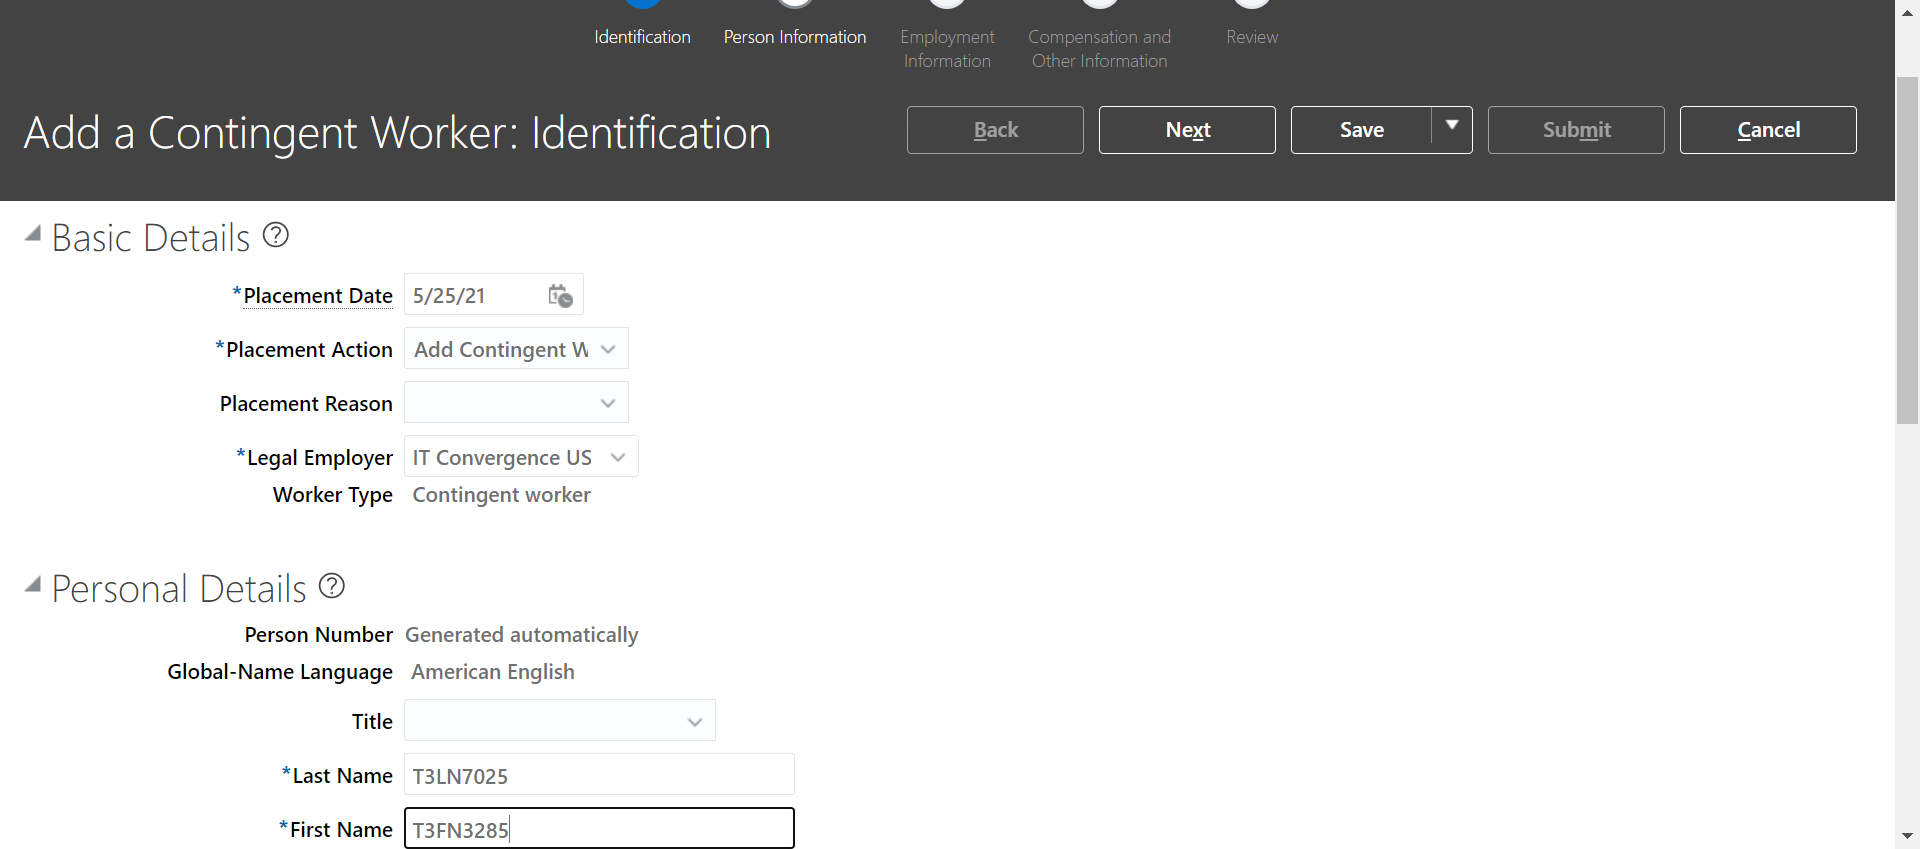 Identification
Person Information
Employment
Information
Compensation and
Other Information
Review
Add a Contingent Worker: Identification
Back
Next
Save
Submit
Cancel
Basic Details ?
*Placement Date 5/25/21
*Placement Action Add Contingent W
Placement Reason
*Legal Employer IT Convergence US
Worker Type Contingent worker
Personal Details ?
Person Number Generated automatically
Global-Name Language American English
Title
*Last Name T3LN7025
*First Name T3FN3285